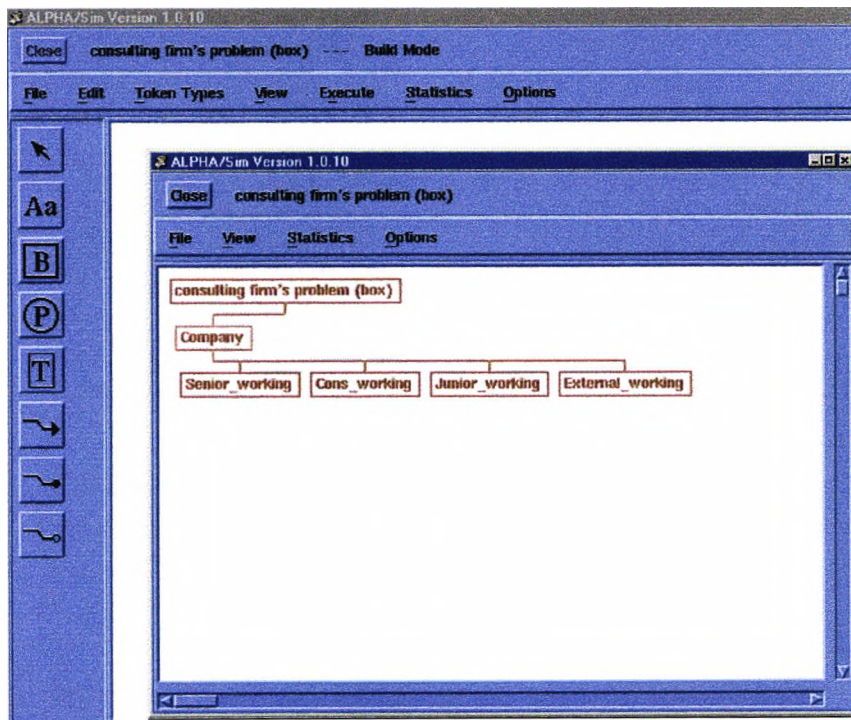 ALPHA/Sim Version 1.0.10
Close consulting firm's problem (box) --- Build Mode
File Edit Token Types View Execute Statistics Options
Aa
B
P
T
ALPHA/Sim Version 1.0.10
Close consulting firm's problem (box)
File View Statistics Options
consulting firm's problem (box)
Company
Senior_working Cons_working Junior_working External_working